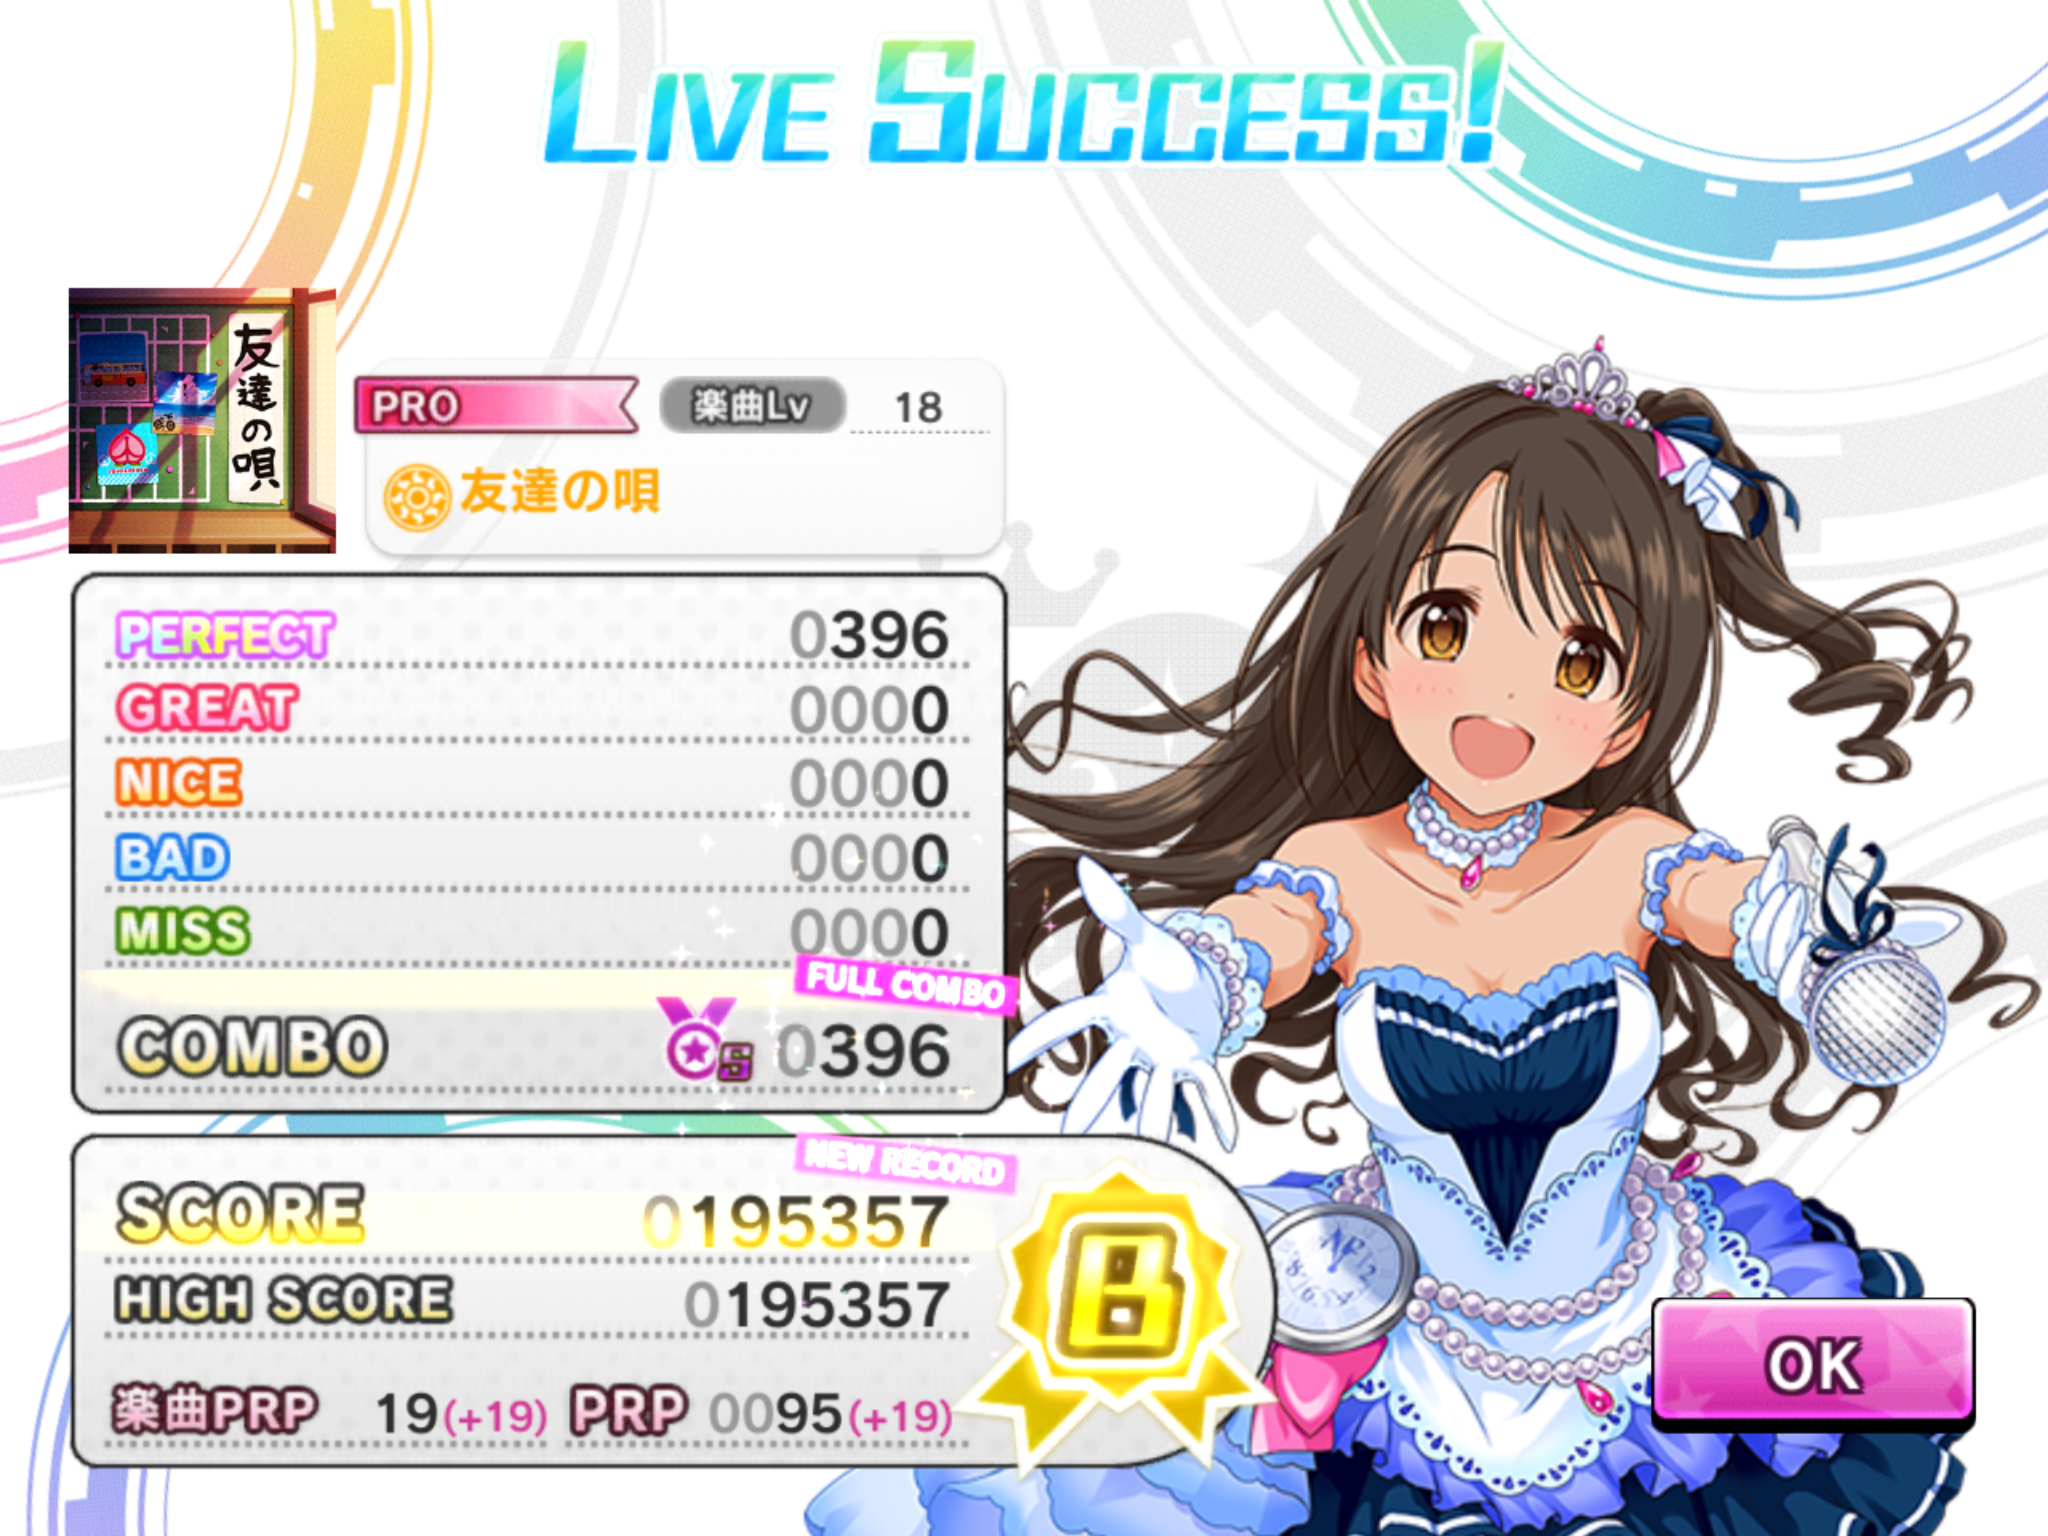 LIVE SUCCESS!
友達の唄
PRO 楽曲Lv 18
友達の唄
PERFECT 0396
GREAT 0000
NICE 0000
BAD 0000
MISS 0000
FULL COMBO
COMBO S 0396
NEW RECORD
SCORE 0195357
B
HIGH SCORE 0195357
OK
楽曲PRP 19(+19) PRP 0095(+19)